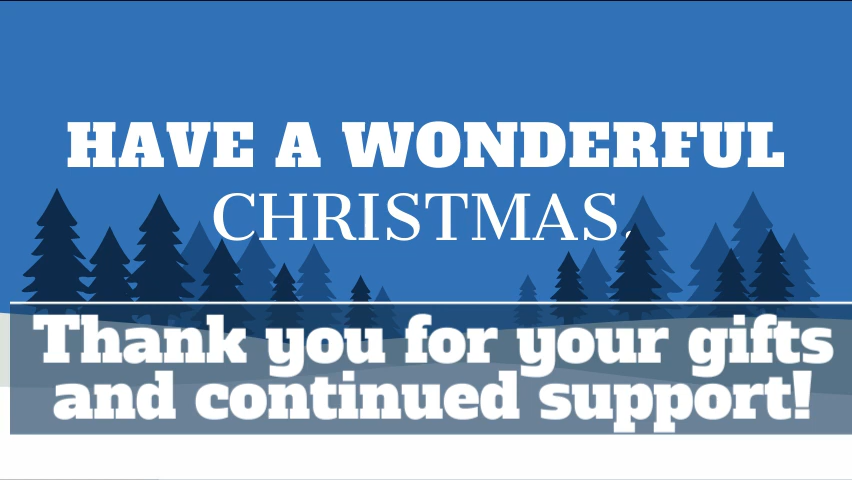 HAVE A WONDERFUL
CHRISTMAS.
Thank you for your gifts
and continued support!